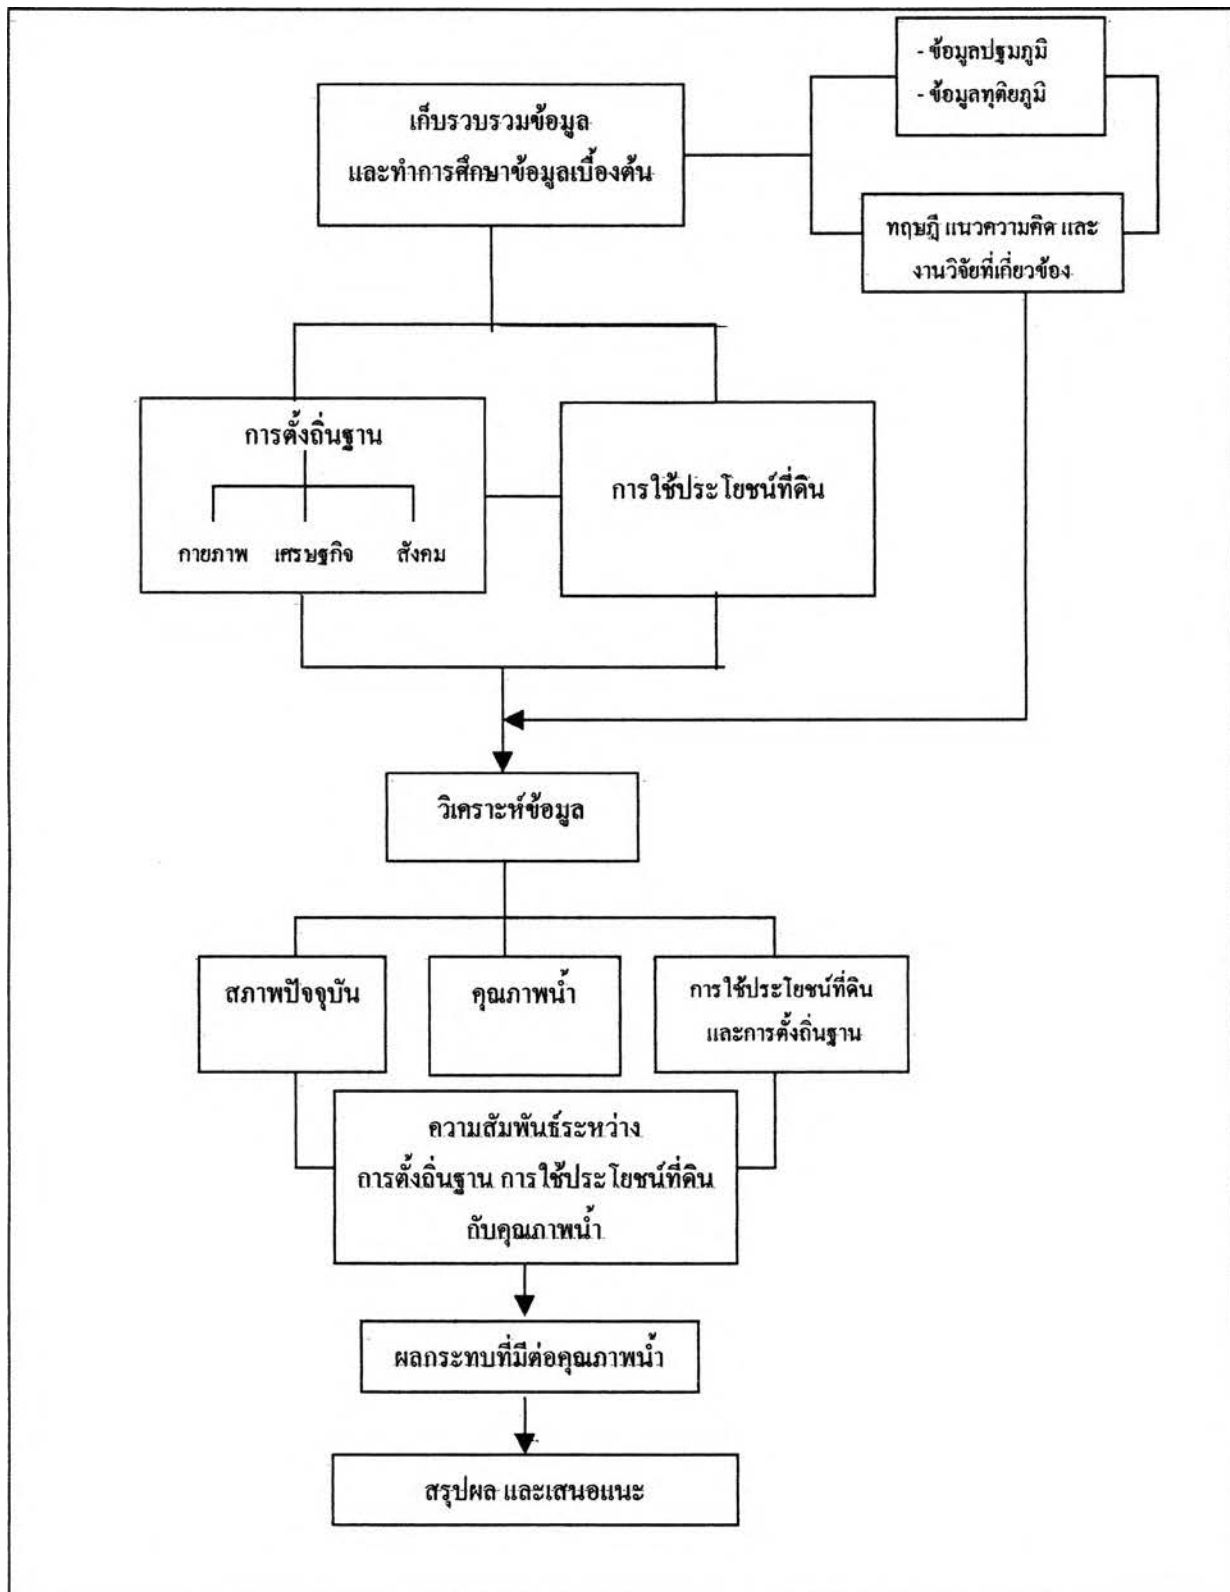 - ข้อมูลปฐมภูมิ
- ข้อมูลทุติยภูมิ
เก็บรวบรวมข้อมูล
และทำการศึกษาข้อมูลเบื้องต้น
ทฤษฎี แนวความคิด และ
งานวิจัยที่เกี่ยวข้อง
การตั้งถิ่นฐาน
กายภาพ เศรษฐกิจ สังคม
การใช้ประโยชน์ที่ดิน
วิเคราะห์ข้อมูล
สภาพปัจจุบัน
คุณภาพน้ำ
การใช้ประโยชน์ที่ดิน
และการตั้งถิ่นฐาน
ความสัมพันธ์ระหว่าง
การตั้งถิ่นฐาน การใช้ประโยชน์ที่ดิน
กับคุณภาพน้ำ
ผลกระทบที่มีต่อคุณภาพน้ำ
สรุปผล และเสนอแนะ